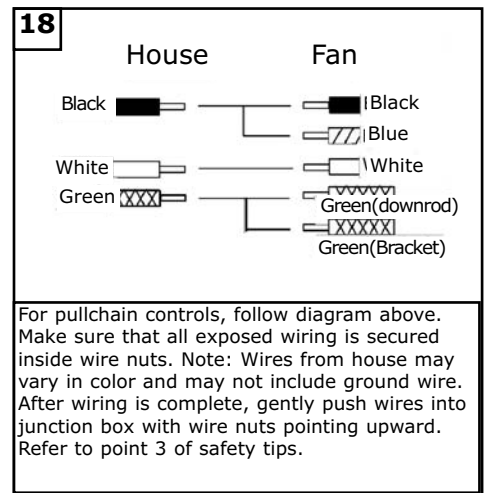 18
House Fan
Black Black
Blue
White White
Green Green(downrod)
Green(Bracket)
For pullchain controls, follow diagram above.
Make sure that all exposed wiring is secured
inside wire nuts. Note: Wires from house may
vary in color and may not include ground wire.
After wiring is complete, gently push wires into
junction box with wire nuts pointing upward.
Refer to point 3 of safety tips.